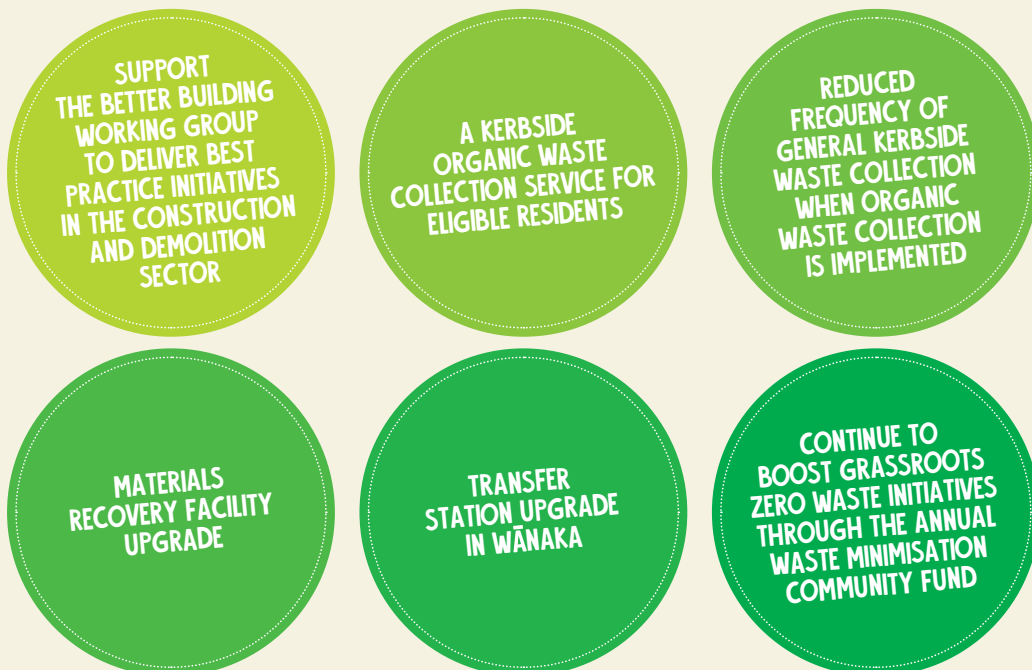 SUPPORT
THE BETTER BUILDING
WORKING GROUP
TO DELIVER BEST
PRACTICE INITIATIVES
IN THE CONSTRUCTION
AND DEMOLITION
SECTOR
A KERBSIDE
ORGANIC WASTE
COLLECTION SERVICE FOR
ELIGIBLE RESIDENTS
REDUCED
FREQUENCY OF
GENERAL KERBSIDE
WASTE COLLECTION
WHEN ORGANIC
WASTE COLLECTION
IS IMPLEMENTED
MATERIALS
RECOVERY FACILITY
UPGRADE
TRANSFER
STATION UPGRADE
IN WĀNAKA
CONTINUE TO
BOOST GRASSROOTS
ZERO WASTE INITIATIVES
THROUGH THE ANNUAL
WASTE MINIMISATION
COMMUNITY FUND